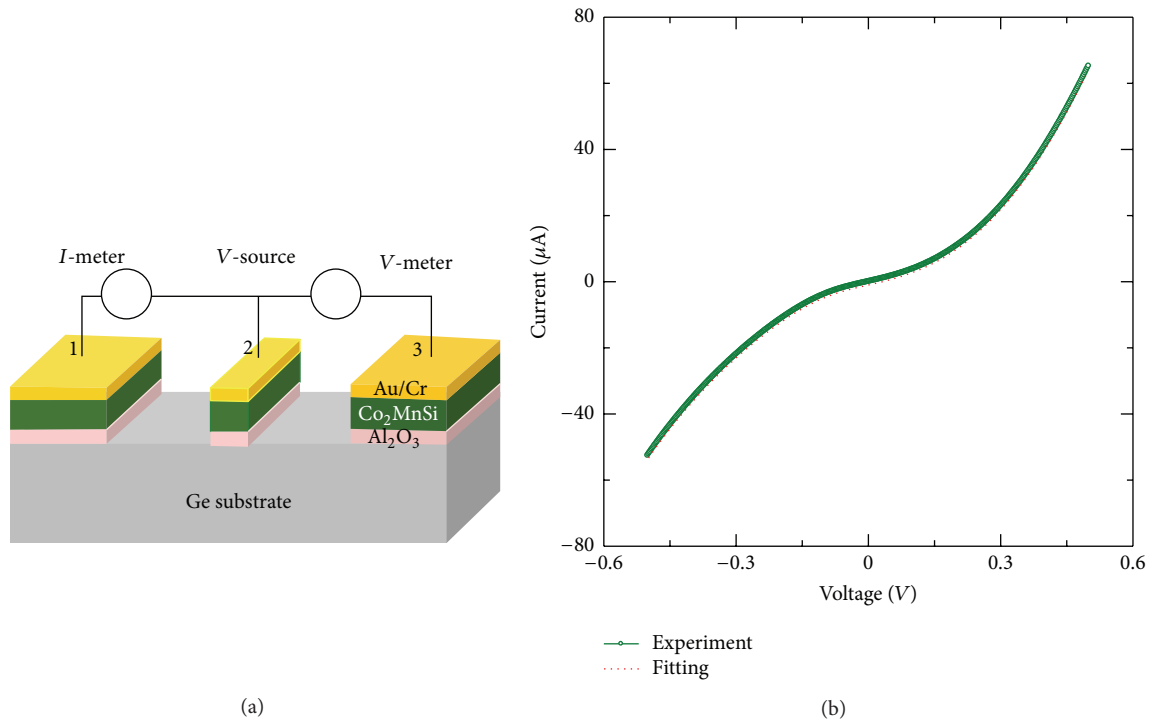 I-meter
V-source
V-meter
1
2
3
Au/Cr
Co₂MnSi
Al₂O₃
Ge substrate
(a)
80
40
0
−40
−80
Current (μA)
−0.6 −0.3 0 0.3 0.6
Voltage (V)
Experiment
Fitting
(b)